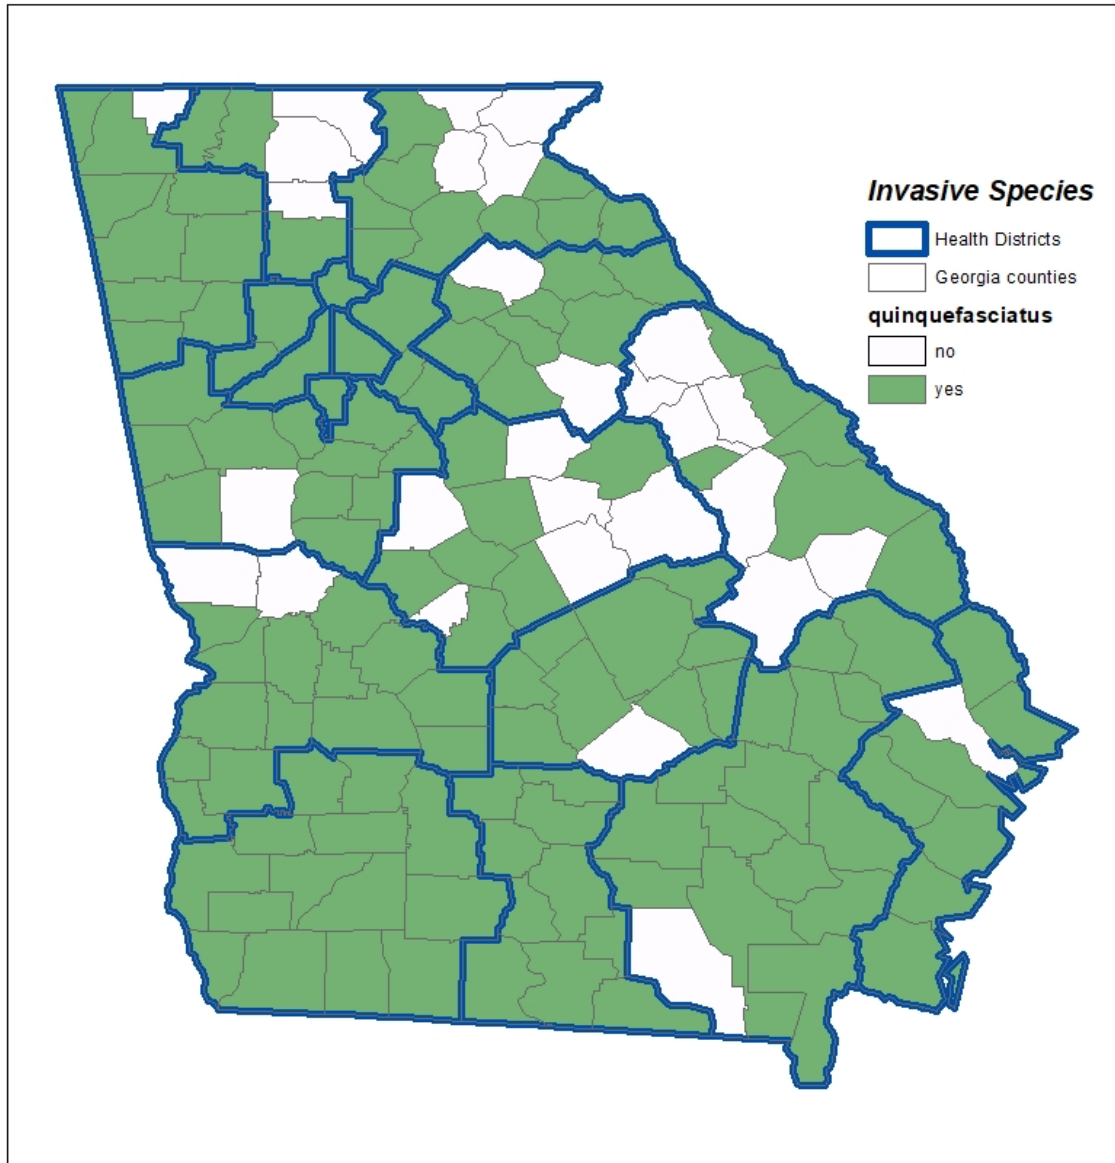 Invasive Species
Health Districts
Georgia counties
quinquefasciatus
no
yes